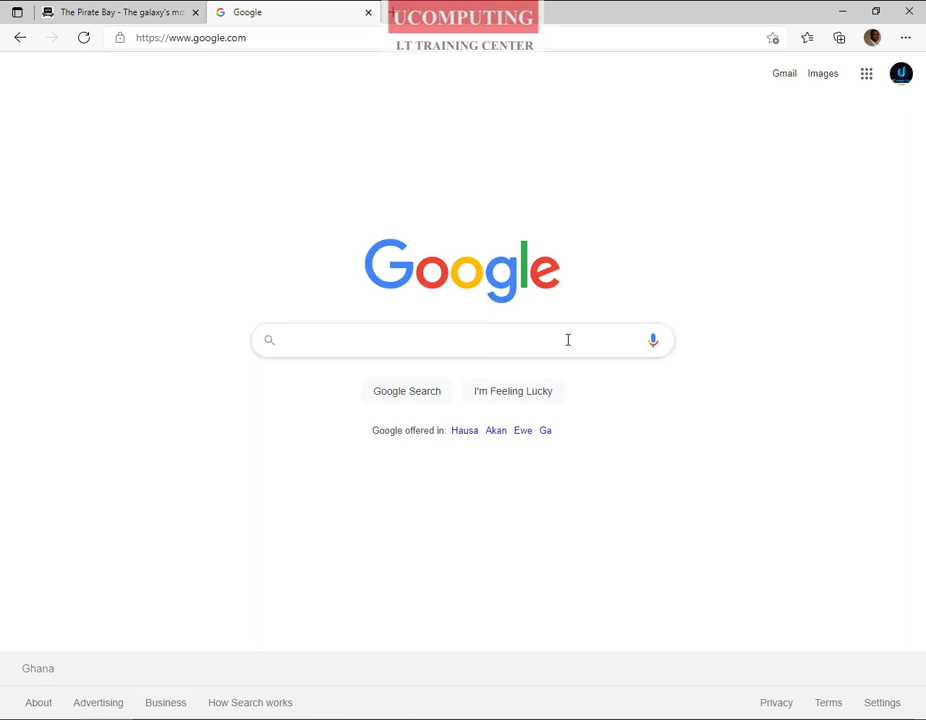 The Pirate Bay - The galaxy's mo
Google
UCOMPUTING
I.T TRAINING CENTER
https://www.google.com
Gmail Images
Google
Google Search I'm Feeling Lucky
Google offered in: Hausa Akan Ewe Ga
Ghana
About Advertising Business How Search works Privacy Terms Settings